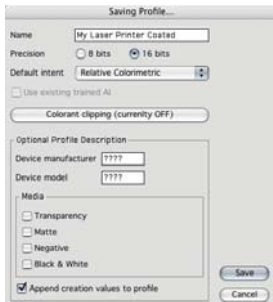 Saving Profile...
Name My Laser Printer Coated
Precision 8 bits 16 bits
Default intent Relative Colorimetric
Use existing trained AI
Colorant clipping (currenlty OFF)
Optional Profile Description
Device manufacturer ????
Device model ????
Media
Transparency
Matte
Negative
Black & White
Save
Append creation values to profile
Cancel